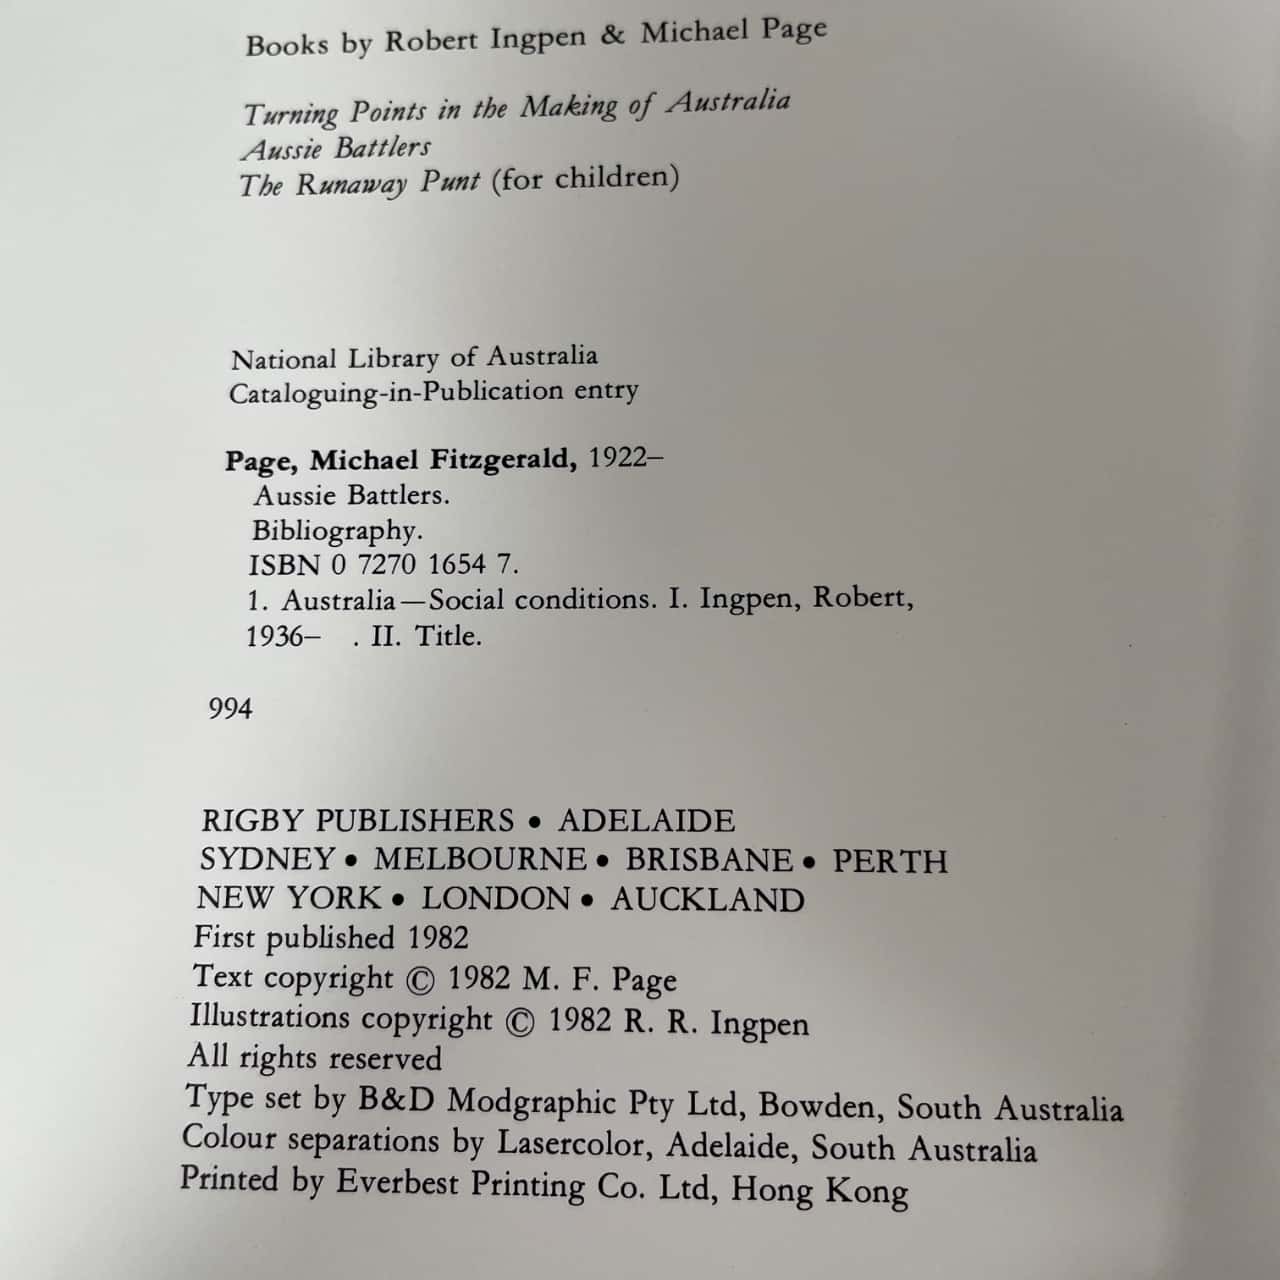 Books by Robert Ingpen & Michael Page
Turning Points in the Making of Australia
Aussie Battlers
The Runaway Punt (for children)
National Library of Australia
Cataloguing-in-Publication entry
Page, Michael Fitzgerald, 1922–
Aussie Battlers.
Bibliography.
ISBN 0 7270 1654 7.
1. Australia—Social conditions. I. Ingpen, Robert,
1936– . II. Title.
994
RIGBY PUBLISHERS • ADELAIDE
SYDNEY • MELBOURNE • BRISBANE • PERTH
NEW YORK • LONDON • AUCKLAND
First published 1982
Text copyright © 1982 M. F. Page
Illustrations copyright © 1982 R. R. Ingpen
All rights reserved
Type set by B&D Modgraphic Pty Ltd, Bowden, South Australia
Colour separations by Lasercolor, Adelaide, South Australia
Printed by Everbest Printing Co. Ltd, Hong Kong